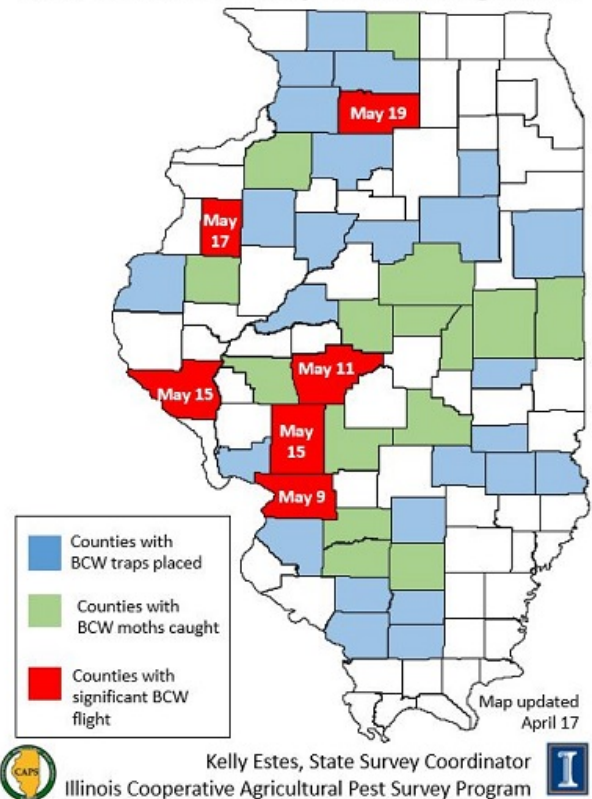 May 19
May
17
May 11
May 15
May
15
May 9
Counties with
BCW traps placed
Counties with
BCW moths caught
Counties with
significant BCW
flight
Map updated
April 17
CAPS
Kelly Estes, State Survey Coordinator
Illinois Cooperative Agricultural Pest Survey Program
I